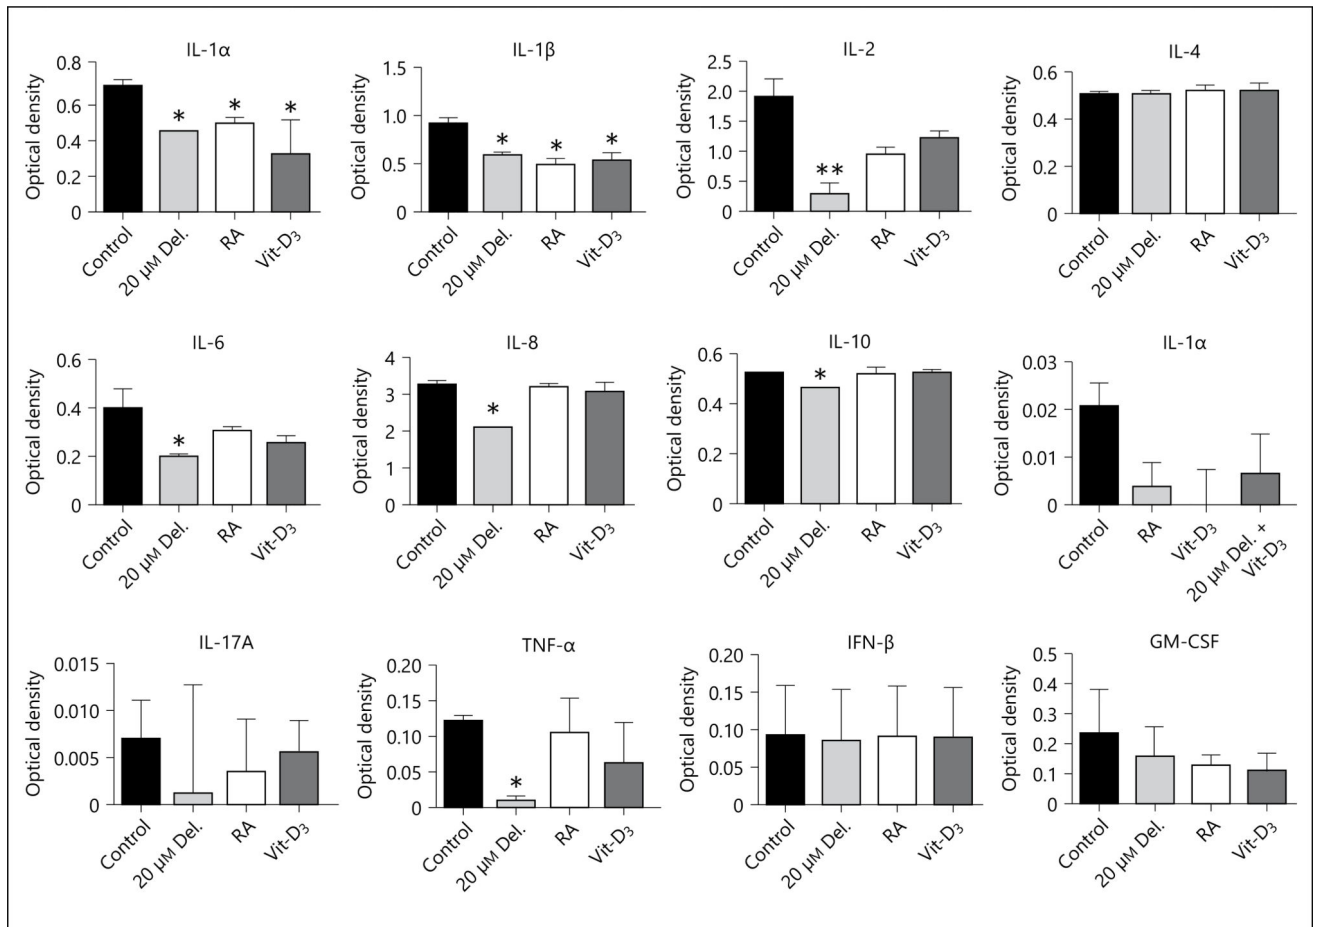 IL-1α
Optical density
0.8
0.6
0.4
0.2
0
*
*
*
Control
20 µM Del.
RA
Vit-D3
IL-1β
Optical density
1.5
1.0
0.5
0
*
*
*
Control
20 µM Del.
RA
Vit-D3
IL-2
Optical density
2.5
2.0
1.5
1.0
0.5
0
**
Control
20 µM Del.
RA
Vit-D3
IL-4
Optical density
0.6
0.4
0.2
0
Control
20 µM Del.
RA
Vit-D3
IL-6
Optical density
0.6
0.4
0.2
0
*
Control
20 µM Del.
RA
Vit-D3
IL-8
Optical density
4
3
2
1
0
*
Control
20 µM Del.
RA
Vit-D3
IL-10
Optical density
0.6
0.4
0.2
0
*
Control
20 µM Del.
RA
Vit-D3
IL-1α
Optical density
0.03
0.02
0.01
0
Control
RA
Vit-D3
20 µM Del. +
Vit-D3
IL-17A
Optical density
0.015
0.010
0.005
0
Control
20 µM Del.
RA
Vit-D3
TNF-α
Optical density
0.20
0.15
0.10
0.05
0
*
Control
20 µM Del.
RA
Vit-D3
IFN-β
Optical density
0.20
0.15
0.10
0.05
0
Control
20 µM Del.
RA
Vit-D3
GM-CSF
Optical density
0.5
0.4
0.3
0.2
0.1
0
Control
20 µM Del.
RA
Vit-D3